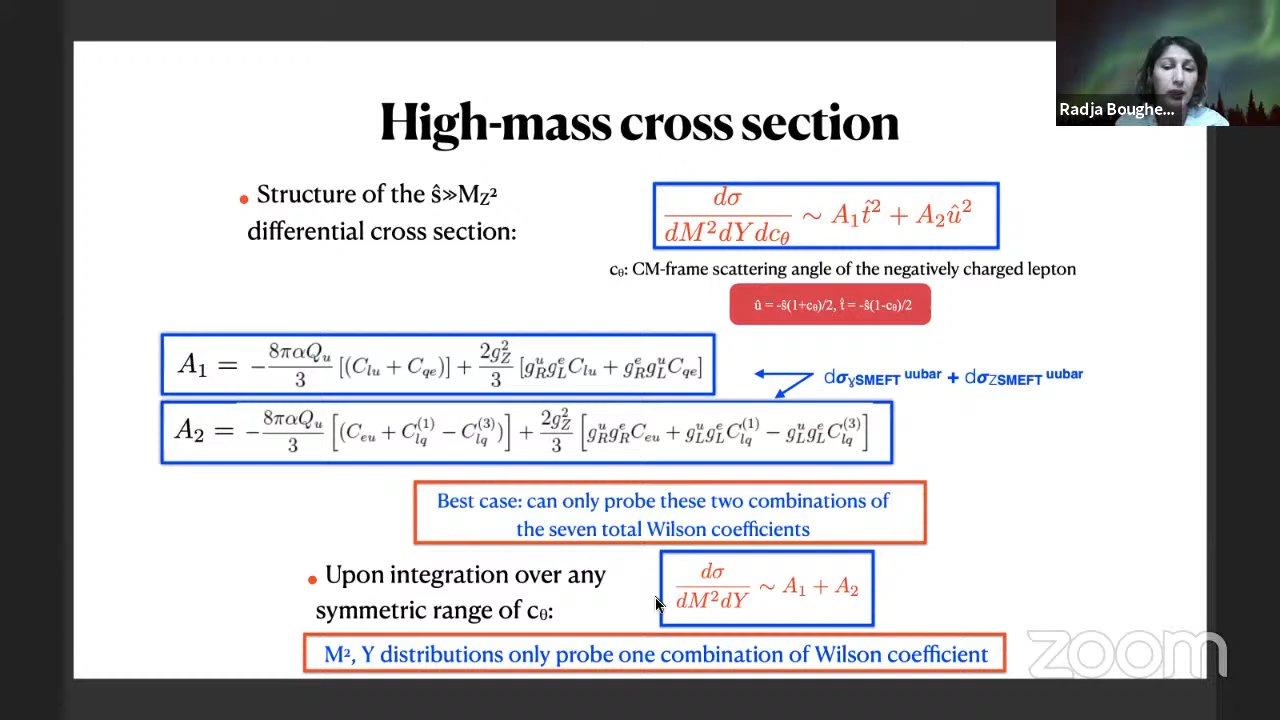 High-mass cross section
Radja Boughe...
• Structure of the ŝ≫M_Z²
differential cross section:
dσ/dM²dYdc_θ ~ A₁t̂² + A₂û²
c_θ: CM-frame scattering angle of the negatively charged lepton
û = -ŝ(1+c_θ)/2, t̂ = -ŝ(1-c_θ)/2
A₁ = -8παQ_u/3 [(C_lu + C_qe)] + 2g_Z²/3 [g_R^u g_L^e C_lu + g_R^e g_L^u C_qe]
dσ_γSMEFT^uubar + dσ_ZSMEFT^uubar
A₂ = -8παQ_u/3 [(C_eu + C_lq^(1) - C_lq^(3))] + 2g_Z²/3 [g_R^u g_R^e C_eu + g_L^u g_L^e C_lq^(1) - g_L^u g_L^e C_lq^(3)]
Best case: can only probe these two combinations of
the seven total Wilson coefficients
• Upon integration over any
symmetric range of c_θ:
dσ/dM²dY ~ A₁ + A₂
M², Y distributions only probe one combination of Wilson coefficient
zoom